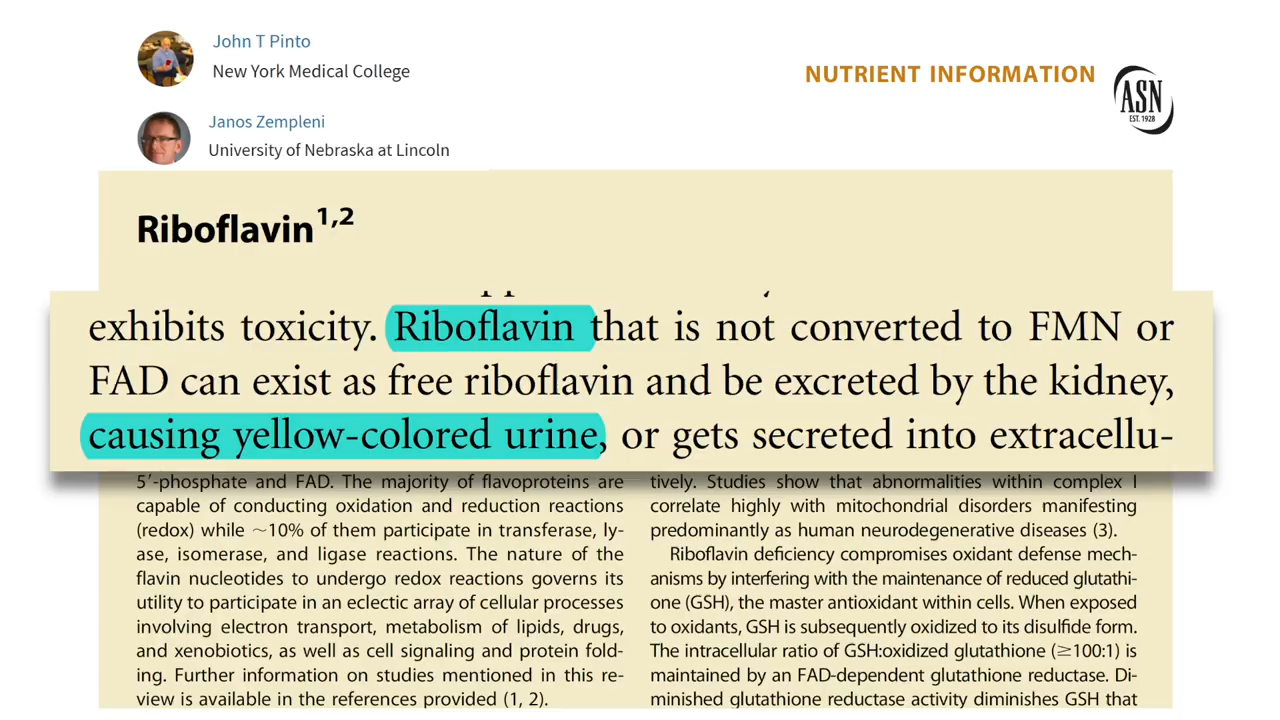 John T Pinto
New York Medical College
NUTRIENT INFORMATION
ASN
EST. 1928
Janos Zempleni
University of Nebraska at Lincoln
Riboflavin1,2
exhibits toxicity. Riboflavin that is not converted to FMN or
FAD can exist as free riboflavin and be excreted by the kidney,
causing yellow-colored urine, or gets secreted into extracellu-
5′-phosphate and FAD. The majority of flavoproteins are
capable of conducting oxidation and reduction reactions
(redox) while ~10% of them participate in transferase, ly-
ase, isomerase, and ligase reactions. The nature of the
flavin nucleotides to undergo redox reactions governs its
utility to participate in an eclectic array of cellular processes
involving electron transport, metabolism of lipids, drugs,
and xenobiotics, as well as cell signaling and protein fold-
ing. Further information on studies mentioned in this re-
view is available in the references provided (1, 2).
tively. Studies show that abnormalities within complex I
correlate highly with mitochondrial disorders manifesting
predominantly as human neurodegenerative diseases (3).
Riboflavin deficiency compromises oxidant defense mech-
anisms by interfering with the maintenance of reduced glutathi-
one (GSH), the master antioxidant within cells. When exposed
to oxidants, GSH is subsequently oxidized to its disulfide form.
The intracellular ratio of GSH:oxidized glutathione (≥100:1) is
maintained by an FAD-dependent glutathione reductase. Di-
minished glutathione reductase activity diminishes GSH that